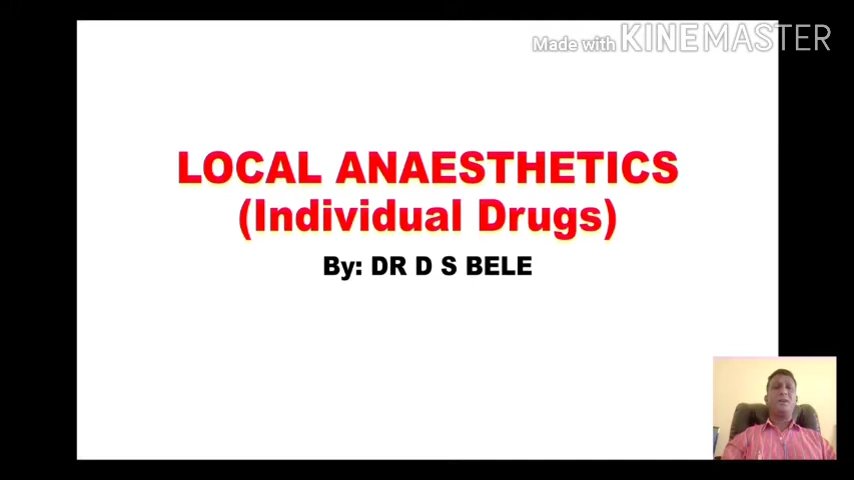 Made with KINEMASTER
LOCAL ANAESTHETICS
(Individual Drugs)
By: DR D S BELE